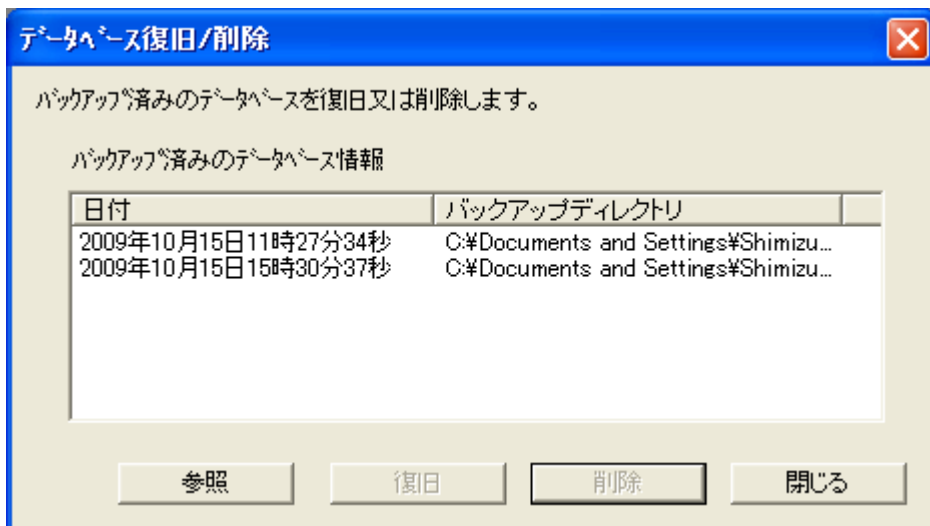 ﾃﾞｰﾀﾍﾞｰｽ復旧/削除
ﾊﾞｯｸｱｯﾌﾟ済みのﾃﾞｰﾀﾍﾞｰｽを復旧又は削除します。
ﾊﾞｯｸｱｯﾌﾟ済みのﾃﾞｰﾀﾍﾞｰｽ情報
日付 バックアップディレクトリ
2009年10月15日11時27分34秒 C:¥Documents and Settings¥Shimizu...
2009年10月15日15時30分37秒 C:¥Documents and Settings¥Shimizu...
参照 復旧 削除 閉じる